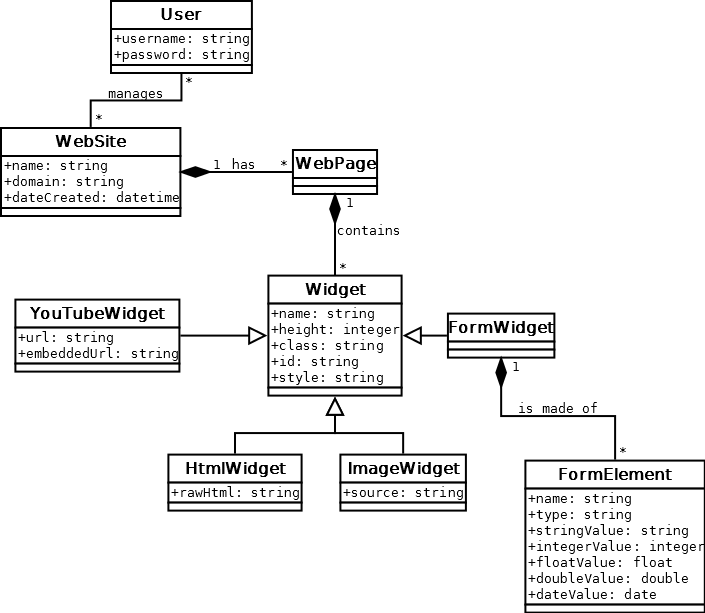 User
+username: string
+password: string
*
manages
*
WebSite
+name: string
+domain: string
+dateCreated: datetime
1 has *
WebPage
1
contains
*
Widget
+name: string
+height: integer
+class: string
+id: string
+style: string
YouTubeWidget
+url: string
+embeddedUrl: string
FormWidget
1
is made of
*
HtmlWidget
+rawHtml: string
ImageWidget
+source: string
FormElement
+name: string
+type: string
+stringValue: string
+integerValue: integer
+floatValue: float
+doubleValue: double
+dateValue: date